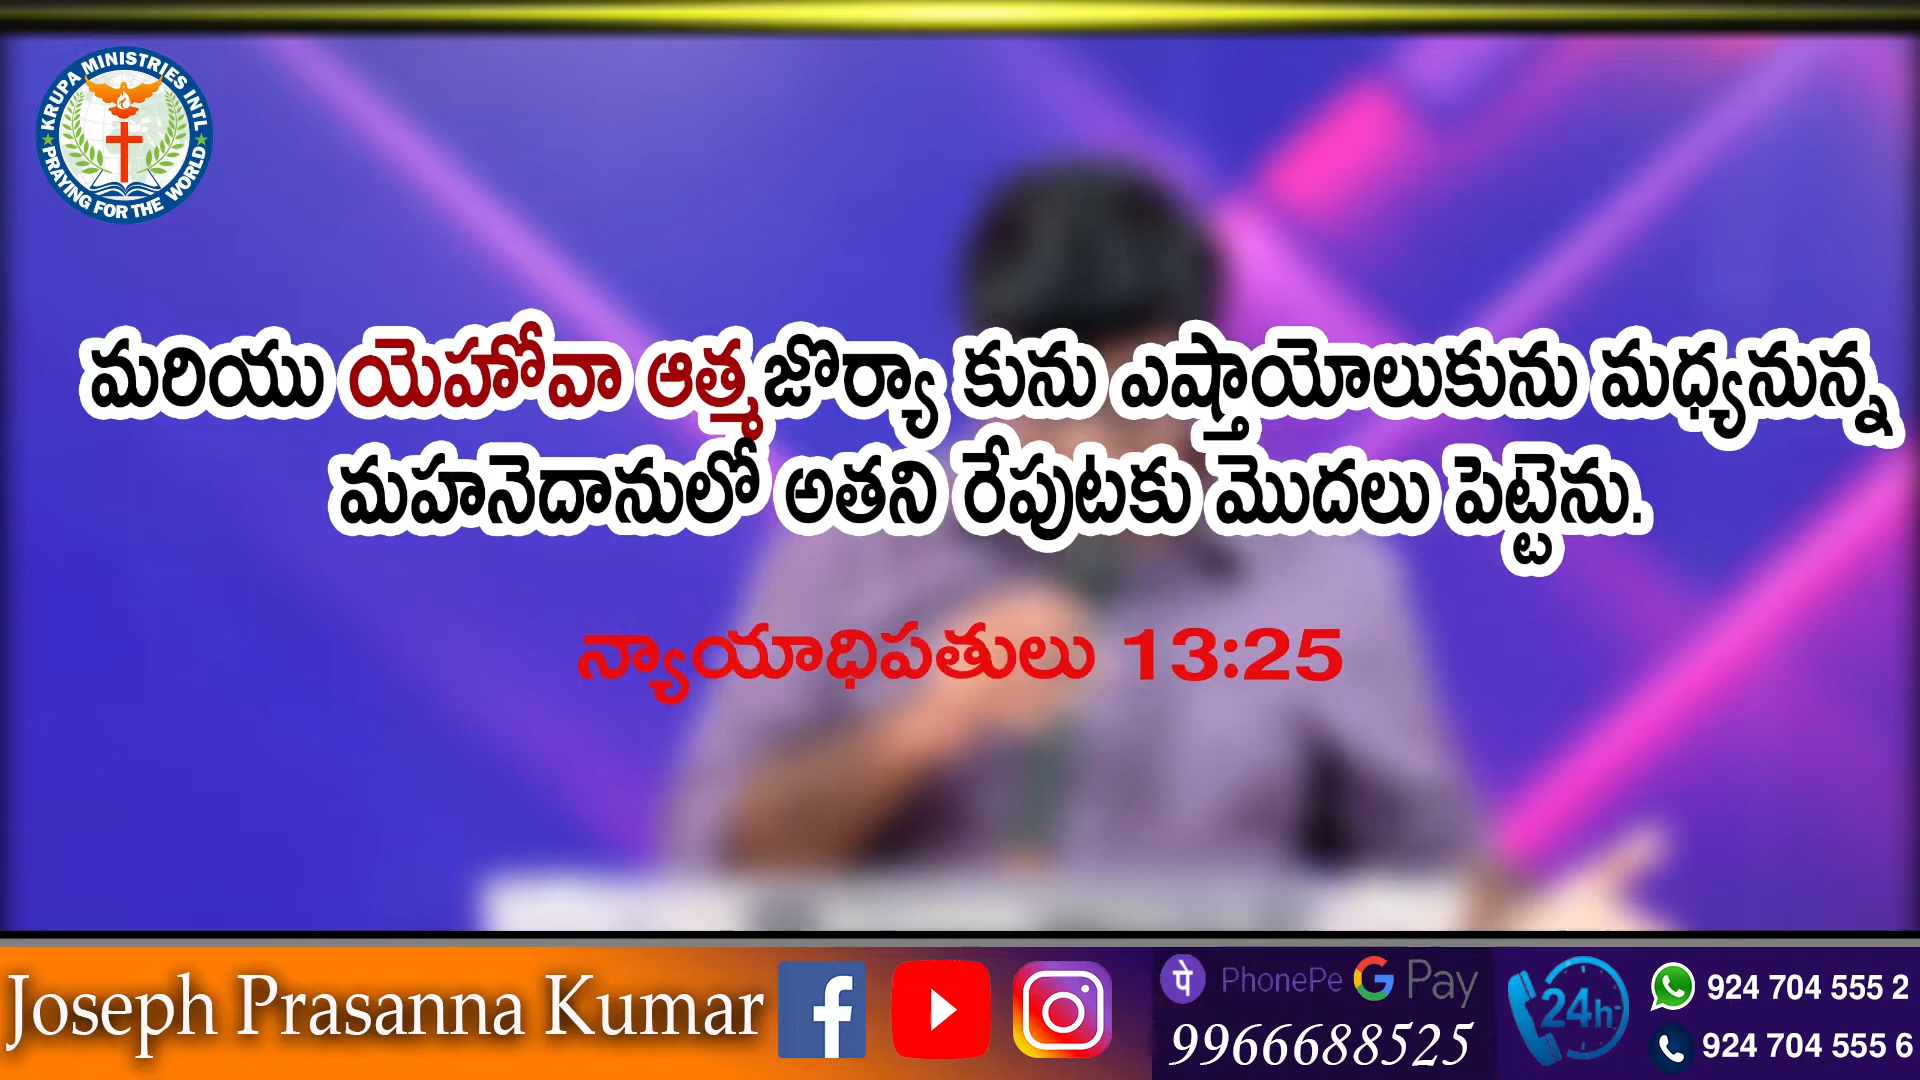 KRUPA MINISTRIES INTL
PRAYING FOR THE WORLD
మరియు యెహోవా ఆత్మ జొర్యా కును ఎష్తాయోలుకును మధ్యనున్న
మహనెదానులో అతని రేపుటకు మొదలు పెట్టెను.
న్యాయాధిపతులు 13:25
Joseph Prasanna Kumar
पे PhonePe G Pay
9966688525
24h
924 704 555 2
924 704 555 6